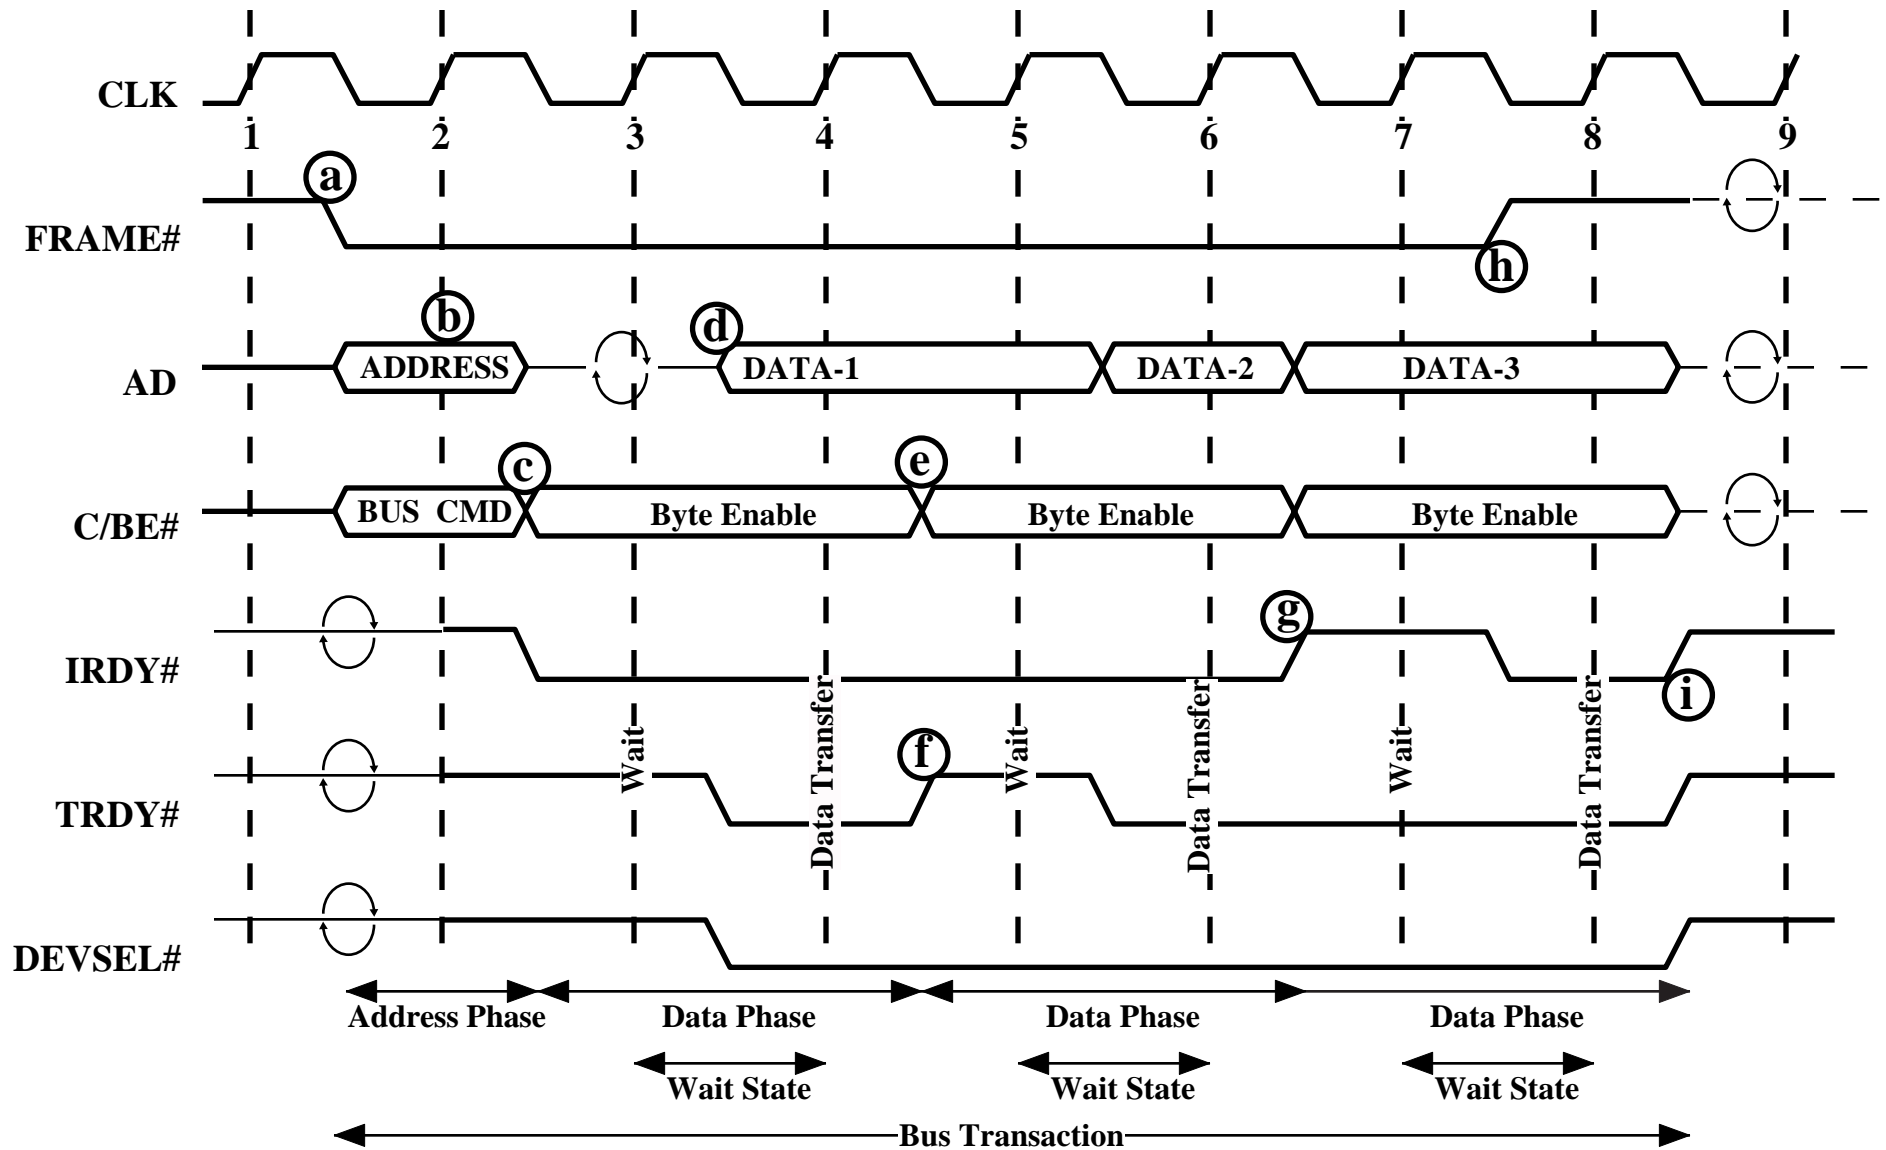 CLK
1 2 3 4 5 6 7 8 9
a
FRAME#
h
b
d
AD
ADDRESS
DATA-1
DATA-2
DATA-3
c
e
C/BE#
BUS CMD
Byte Enable
Byte Enable
Byte Enable
g
IRDY#
i
Wait
Data Transfer
Wait
Data Transfer
Wait
Data Transfer
f
TRDY#
DEVSEL#
Address Phase
Data Phase
Data Phase
Data Phase
Wait State
Wait State
Wait State
Bus Transaction